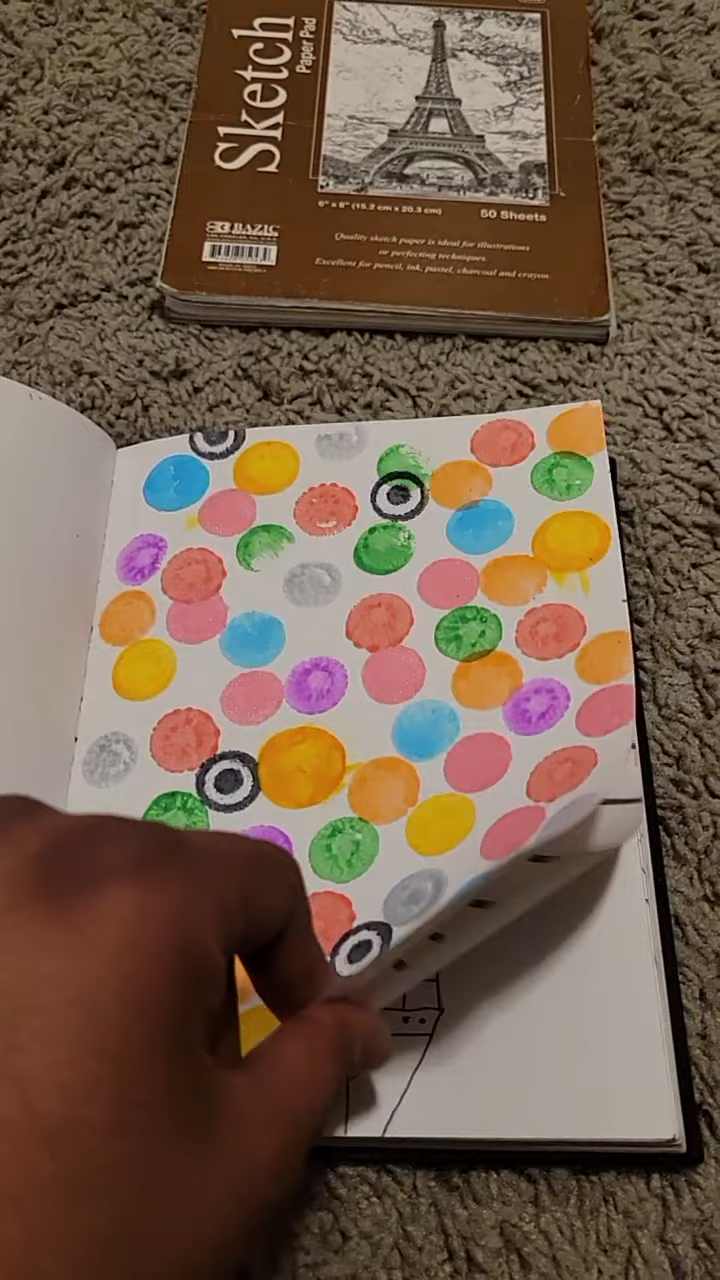 Sketch
Paper Pad
6" x 8" (15.2 cm x 20.3 cm)
50 Sheets
BAZIC
Quality sketch paper is ideal for illustrations
or perfecting techniques.
Excellent for pencil, ink, pastel, charcoal and crayon.